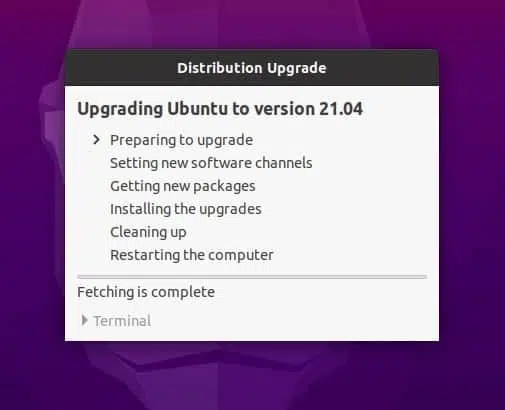 Distribution Upgrade
Upgrading Ubuntu to version 21.04
Preparing to upgrade
Setting new software channels
Getting new packages
Installing the upgrades
Cleaning up
Restarting the computer
Fetching is complete
Terminal